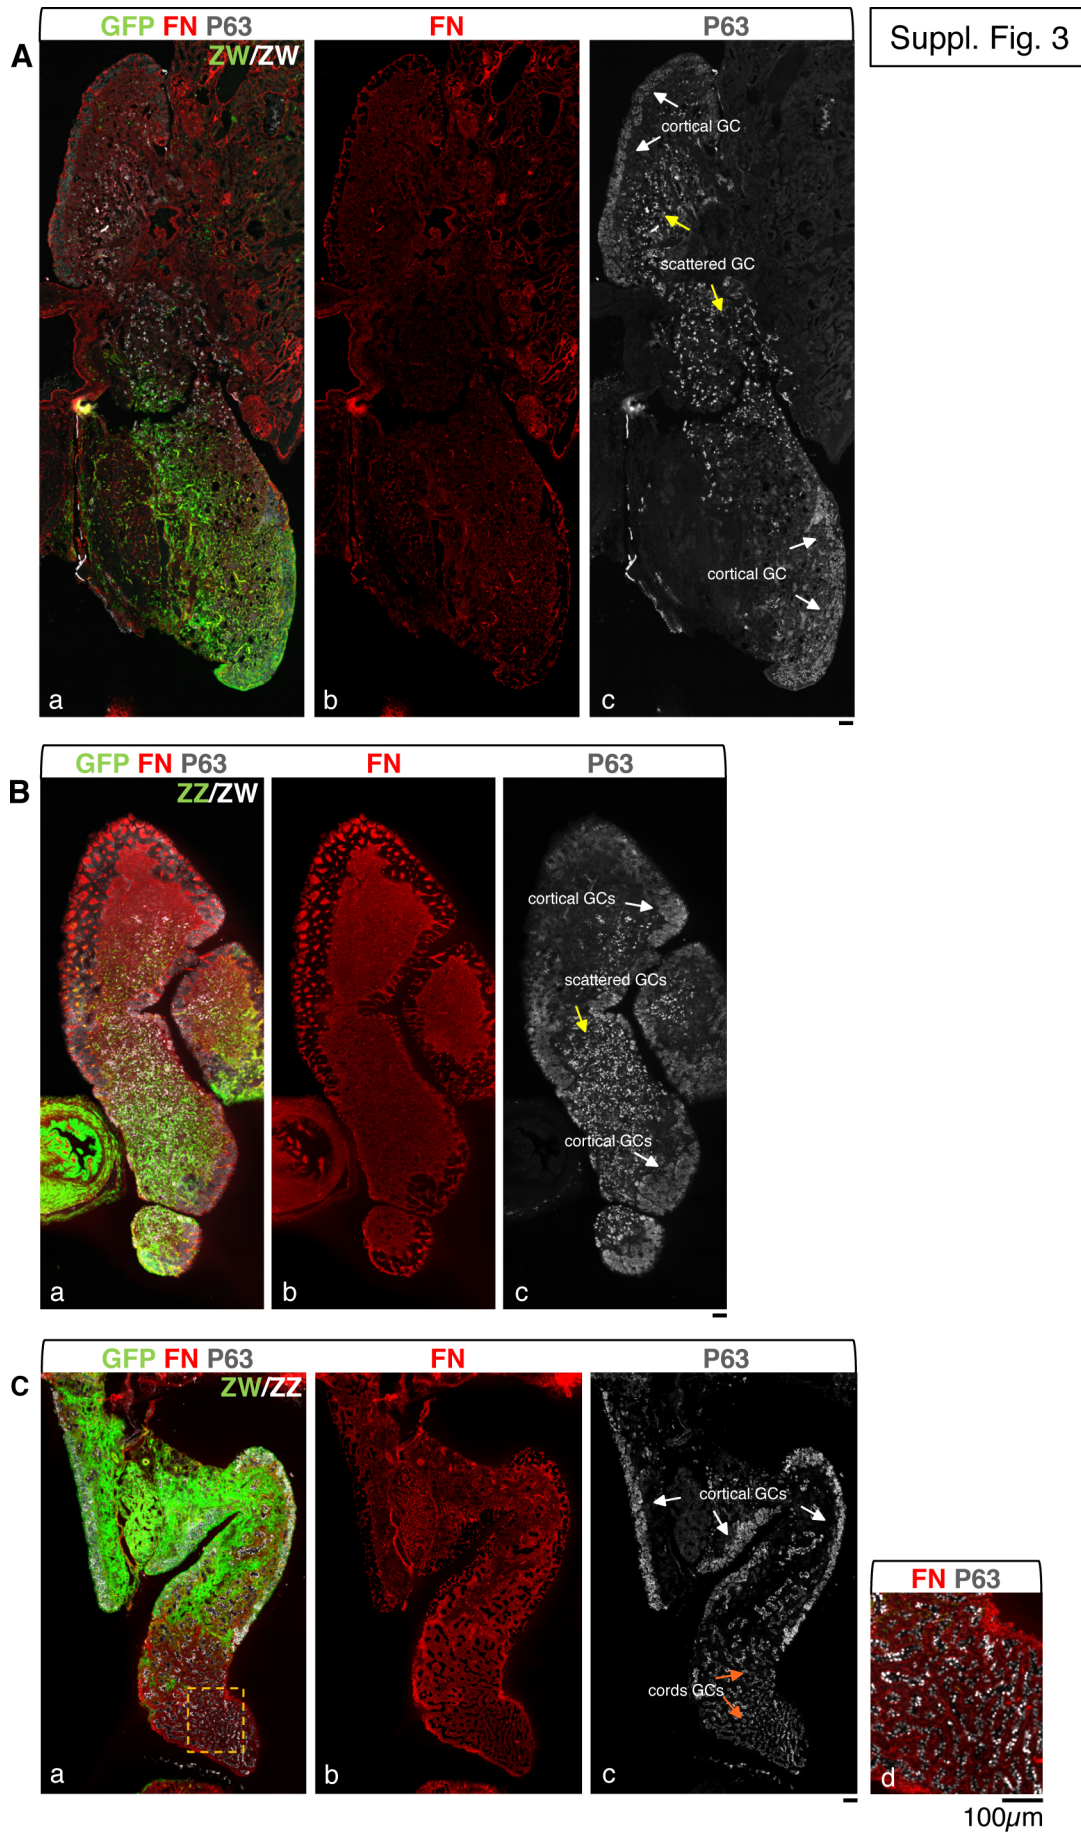 Suppl. Fig. 3
GFP FN P63
FN
P63
A
ZW/ZW
cortical GC
scattered GC
cortical GC
a
b
c
GFP FN P63
FN
P63
B
ZZ/ZW
cortical GCs
scattered GCs
cortical GCs
a
b
c
GFP FN P63
FN
P63
C
ZW/ZZ
cortical GCs
cords GCs
a
b
c
FN P63
d
100µm